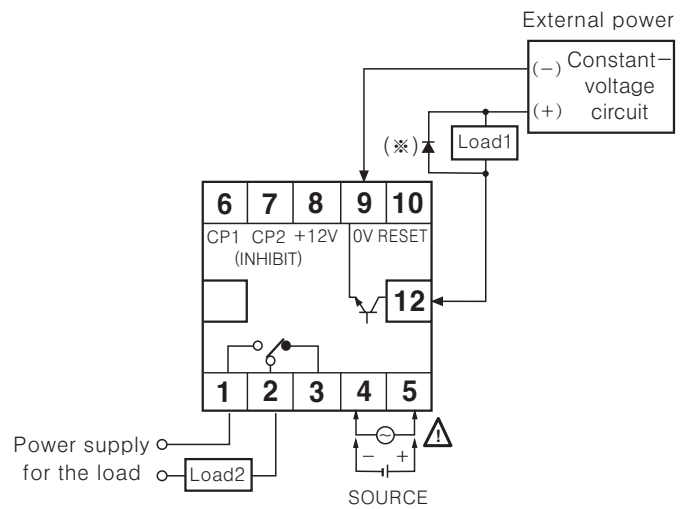 External power
(−) Constant−
voltage
(+) circuit
(※) Load1
6 7 8 9 10
CP1 CP2 +12V 0V RESET
(INHIBIT)
12
1 2 3 4 5
Power supply
for the load
Load2
− +
SOURCE